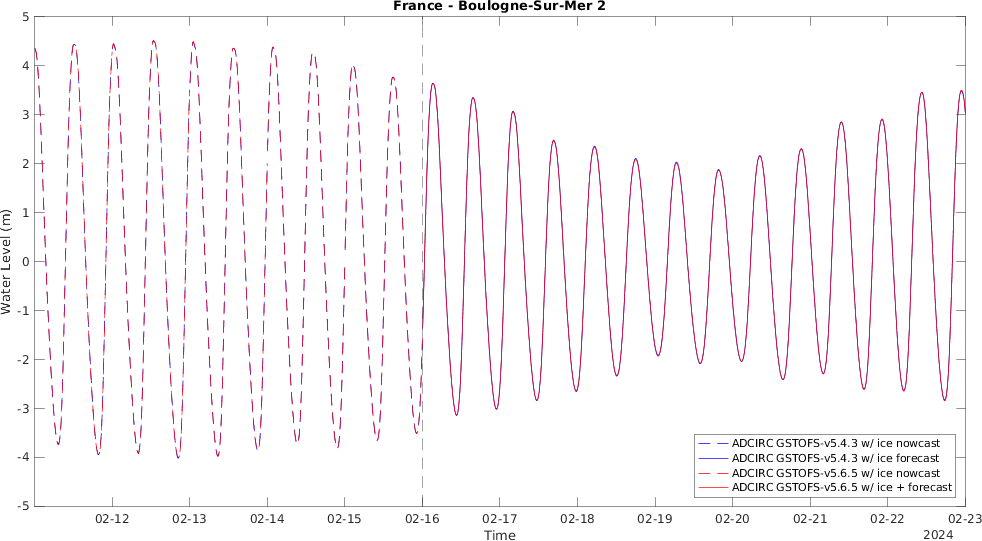 France - Boulogne-Sur-Mer 2
5
4
3
2
1
0
-1
-2
-3
-4
-5
Water Level (m)
ADCIRC GSTOFS-v5.4.3 w/ ice nowcast
ADCIRC GSTOFS-v5.4.3 w/ ice forecast
ADCIRC GSTOFS-v5.6.5 w/ ice nowcast
ADCIRC GSTOFS-v5.6.5 w/ ice + forecast
02-12 02-13 02-14 02-15 02-16 02-17 02-18 02-19 02-20 02-21 02-22 02-23
Time
2024